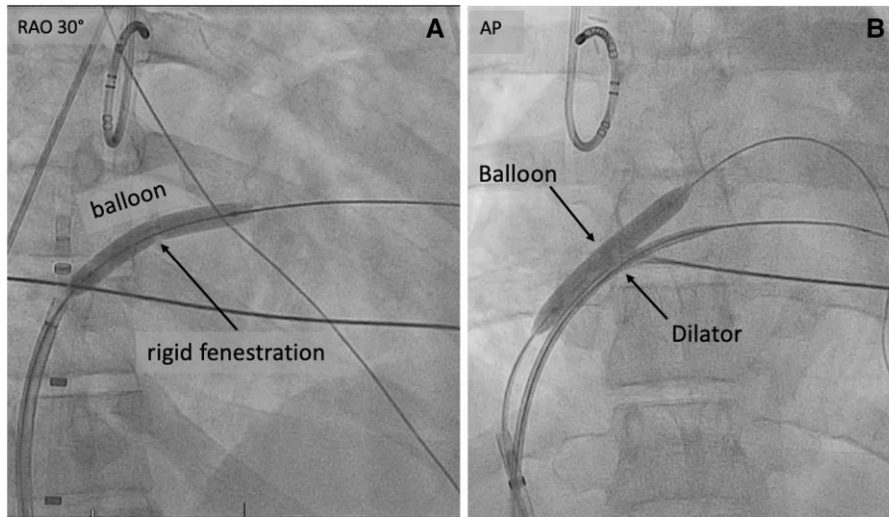 RAO 30°
A
balloon
rigid fenestration
AP
B
Balloon
Dilator